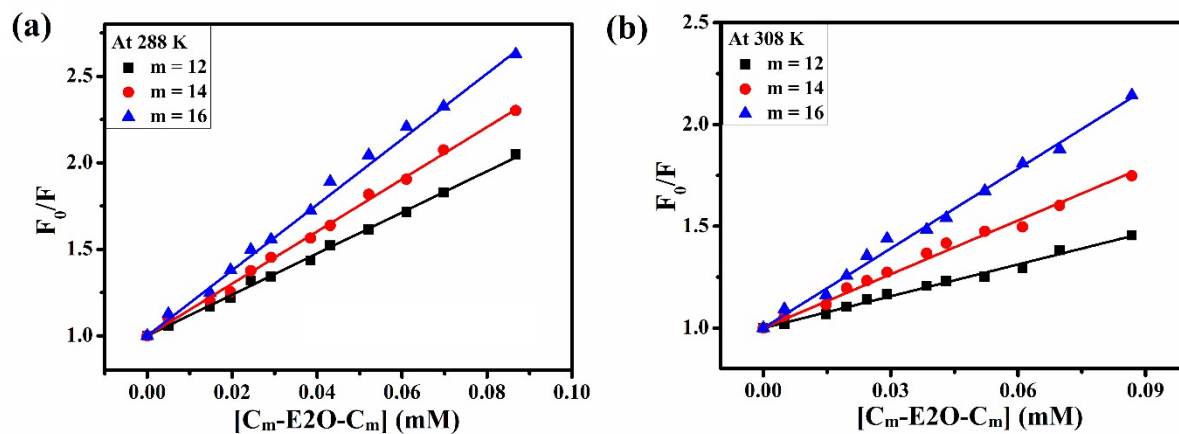 (a)
At 288 K
m = 12
m = 14
m = 16
F₀/F
2.5
2.0
1.5
1.0
0.00 0.02 0.04 0.06 0.08 0.10
[Cₘ-E2O-Cₘ] (mM)
(b)
At 308 K
m = 12
m = 14
m = 16
F₀/F
2.5
2.0
1.5
1.0
0.00 0.03 0.06 0.09
[Cₘ-E2O-Cₘ] (mM)